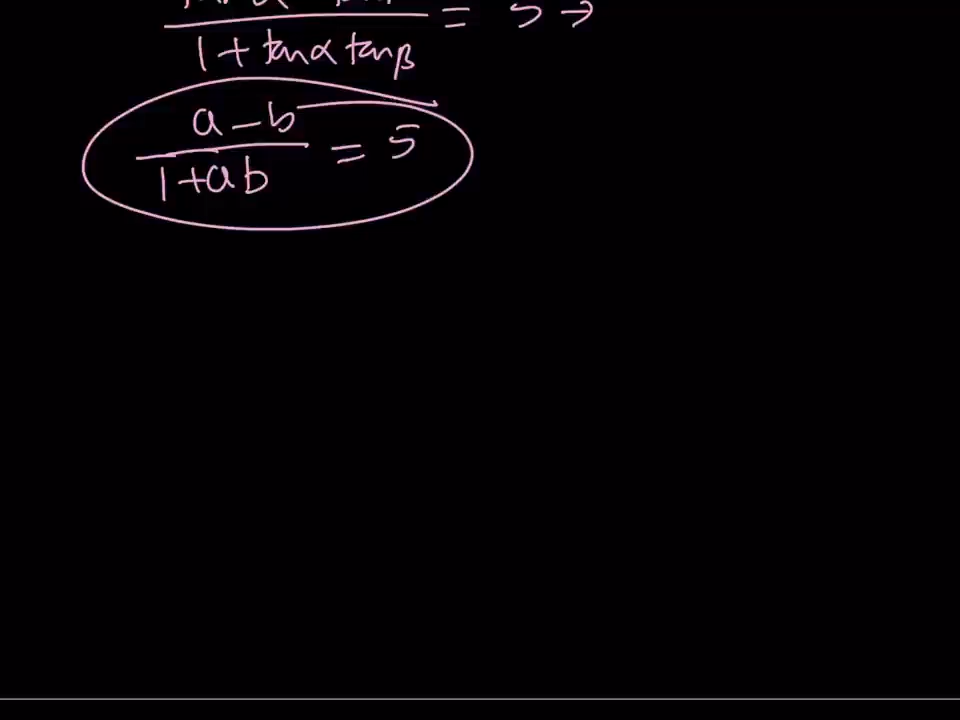 = 5 →
1 + tanα tanβ
a - b
1 + ab
= 5